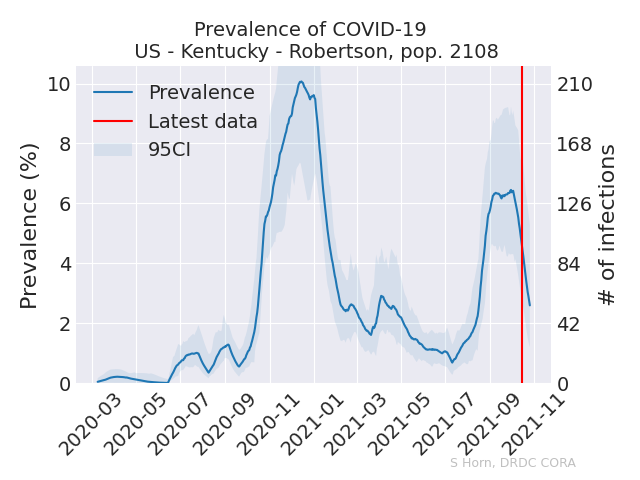 Prevalence of COVID-19
US - Kentucky - Robertson, pop. 2108
Prevalence
Latest data
95CI
Prevalence (%)
10
8
6
4
2
0
210
168
126
84
42
0
# of infections
2020-03
2020-05
2020-07
2020-09
2020-11
2021-01
2021-03
2021-05
2021-07
2021-09
2021-11
S Horn, DRDC CORA